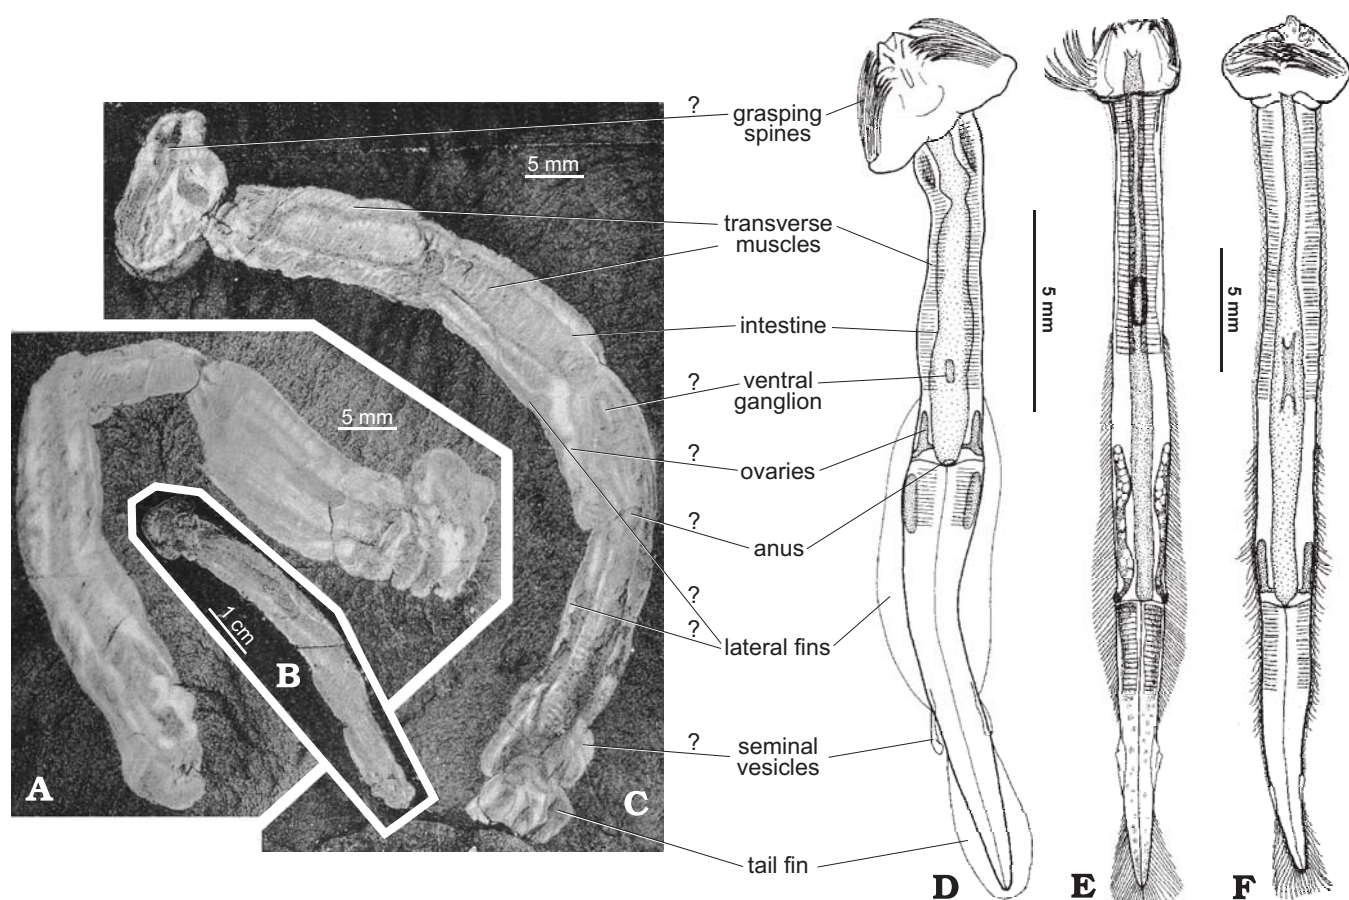 ?
grasping
spines
5 mm
transverse
muscles
intestine
5 mm
5 mm
?
ventral
ganglion
5 mm
?
ovaries
?
anus
1 cm
?
?
lateral fins
B
?
seminal
vesicles
A
C
tail fin
D
E
F